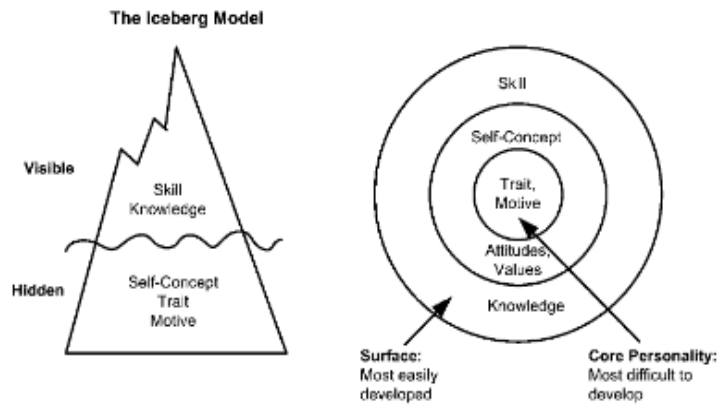 The Iceberg Model
Visible
Skill
Knowledge
Hidden
Self-Concept
Trait
Motive
Skill
Self-Concept
Trait,
Motive
Attitudes,
Values
Knowledge
Surface:
Most easily
developed
Core Personality:
Most difficult to
develop